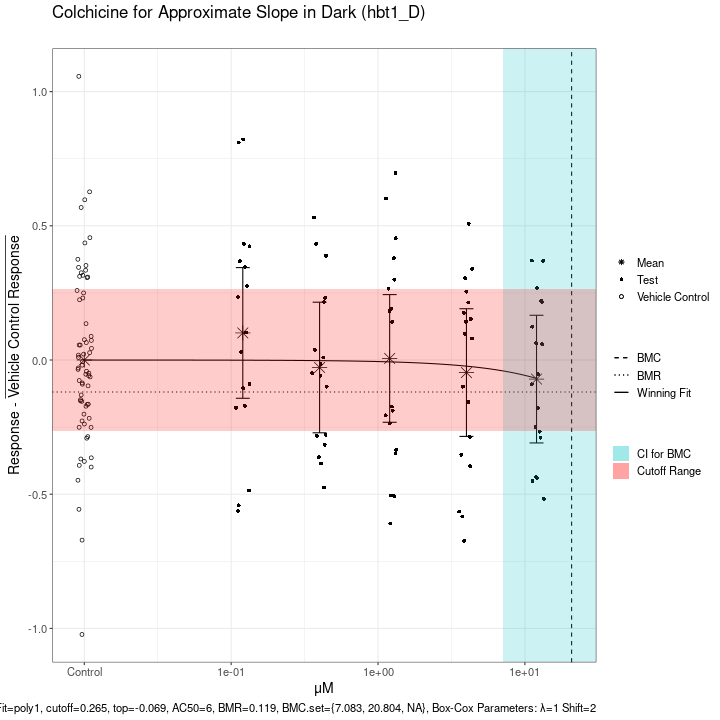 Colchicine for Approximate Slope in Dark (hbt1_D)
Response - Vehicle Control Response
1.0
0.5
0.0
-0.5
-1.0
Control
1e-01
1e+00
1e+01
μM
Mean
Test
Vehicle Control
BMC
BMR
Winning Fit
CI for BMC
Cutoff Range
Fit=poly1, cutoff=0.265, top=-0.069, AC50=6, BMR=0.119, BMC.set={7.083, 20.804, NA}, Box-Cox Parameters: λ=1 Shift=2